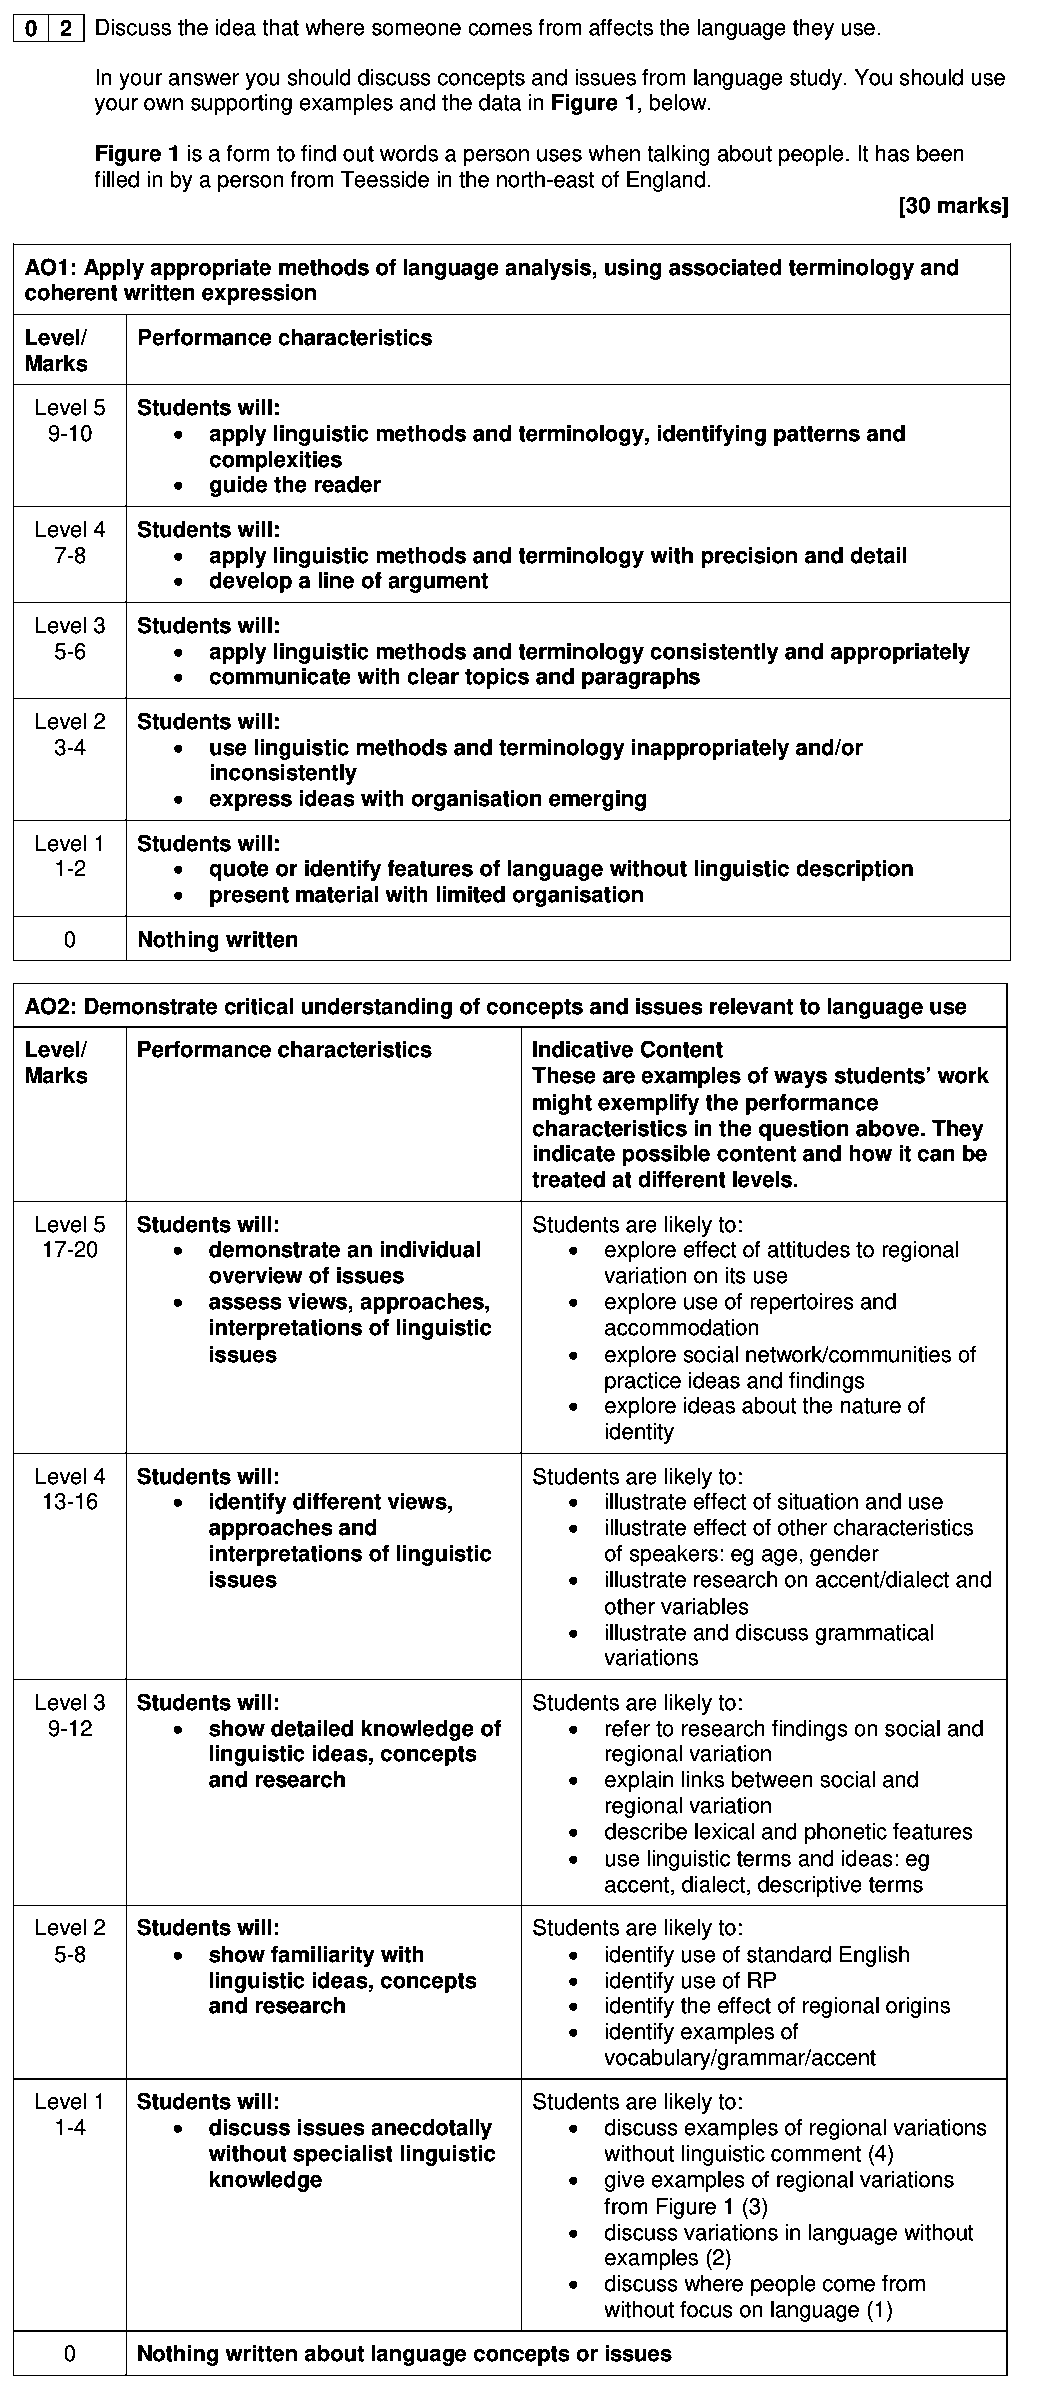 0 2 Discuss the idea that where someone comes from affects the language they use.
In your answer you should discuss concepts and issues from language study. You should use
your own supporting examples and the data in Figure 1, below.
Figure 1 is a form to find out words a person uses when talking about people. It has been
filled in by a person from Teesside in the north-east of England.
[30 marks]
AO1: Apply appropriate methods of language analysis, using associated terminology and
coherent written expression
Level/
Marks
Performance characteristics
Level 5
9-10
Students will:
• apply linguistic methods and terminology, identifying patterns and
complexities
• guide the reader
Level 4
7-8
Students will:
• apply linguistic methods and terminology with precision and detail
• develop a line of argument
Level 3
5-6
Students will:
• apply linguistic methods and terminology consistently and appropriately
• communicate with clear topics and paragraphs
Level 2
3-4
Students will:
• use linguistic methods and terminology inappropriately and/or
inconsistently
• express ideas with organisation emerging
Level 1
1-2
Students will:
• quote or identify features of language without linguistic description
• present material with limited organisation
0
Nothing written
AO2: Demonstrate critical understanding of concepts and issues relevant to language use
Level/
Marks
Performance characteristics
Indicative Content
These are examples of ways students' work
might exemplify the performance
characteristics in the question above. They
indicate possible content and how it can be
treated at different levels.
Level 5
17-20
Students will:
• demonstrate an individual
overview of issues
• assess views, approaches,
interpretations of linguistic
issues
Students are likely to:
• explore effect of attitudes to regional
variation on its use
• explore use of repertoires and
accommodation
• explore social network/communities of
practice ideas and findings
• explore ideas about the nature of
identity
Level 4
13-16
Students will:
• identify different views,
approaches and
interpretations of linguistic
issues
Students are likely to:
• illustrate effect of situation and use
• illustrate effect of other characteristics
of speakers: eg age, gender
• illustrate research on accent/dialect and
other variables
• illustrate and discuss grammatical
variations
Level 3
9-12
Students will:
• show detailed knowledge of
linguistic ideas, concepts
and research
Students are likely to:
• refer to research findings on social and
regional variation
• explain links between social and
regional variation
• describe lexical and phonetic features
• use linguistic terms and ideas: eg
accent, dialect, descriptive terms
Level 2
5-8
Students will:
• show familiarity with
linguistic ideas, concepts
and research
Students are likely to:
• identify use of standard English
• identify use of RP
• identify the effect of regional origins
• identify examples of
vocabulary/grammar/accent
Level 1
1-4
Students will:
• discuss issues anecdotally
without specialist linguistic
knowledge
Students are likely to:
• discuss examples of regional variations
without linguistic comment (4)
• give examples of regional variations
from Figure 1 (3)
• discuss variations in language without
examples (2)
• discuss where people come from
without focus on language (1)
0
Nothing written about language concepts or issues